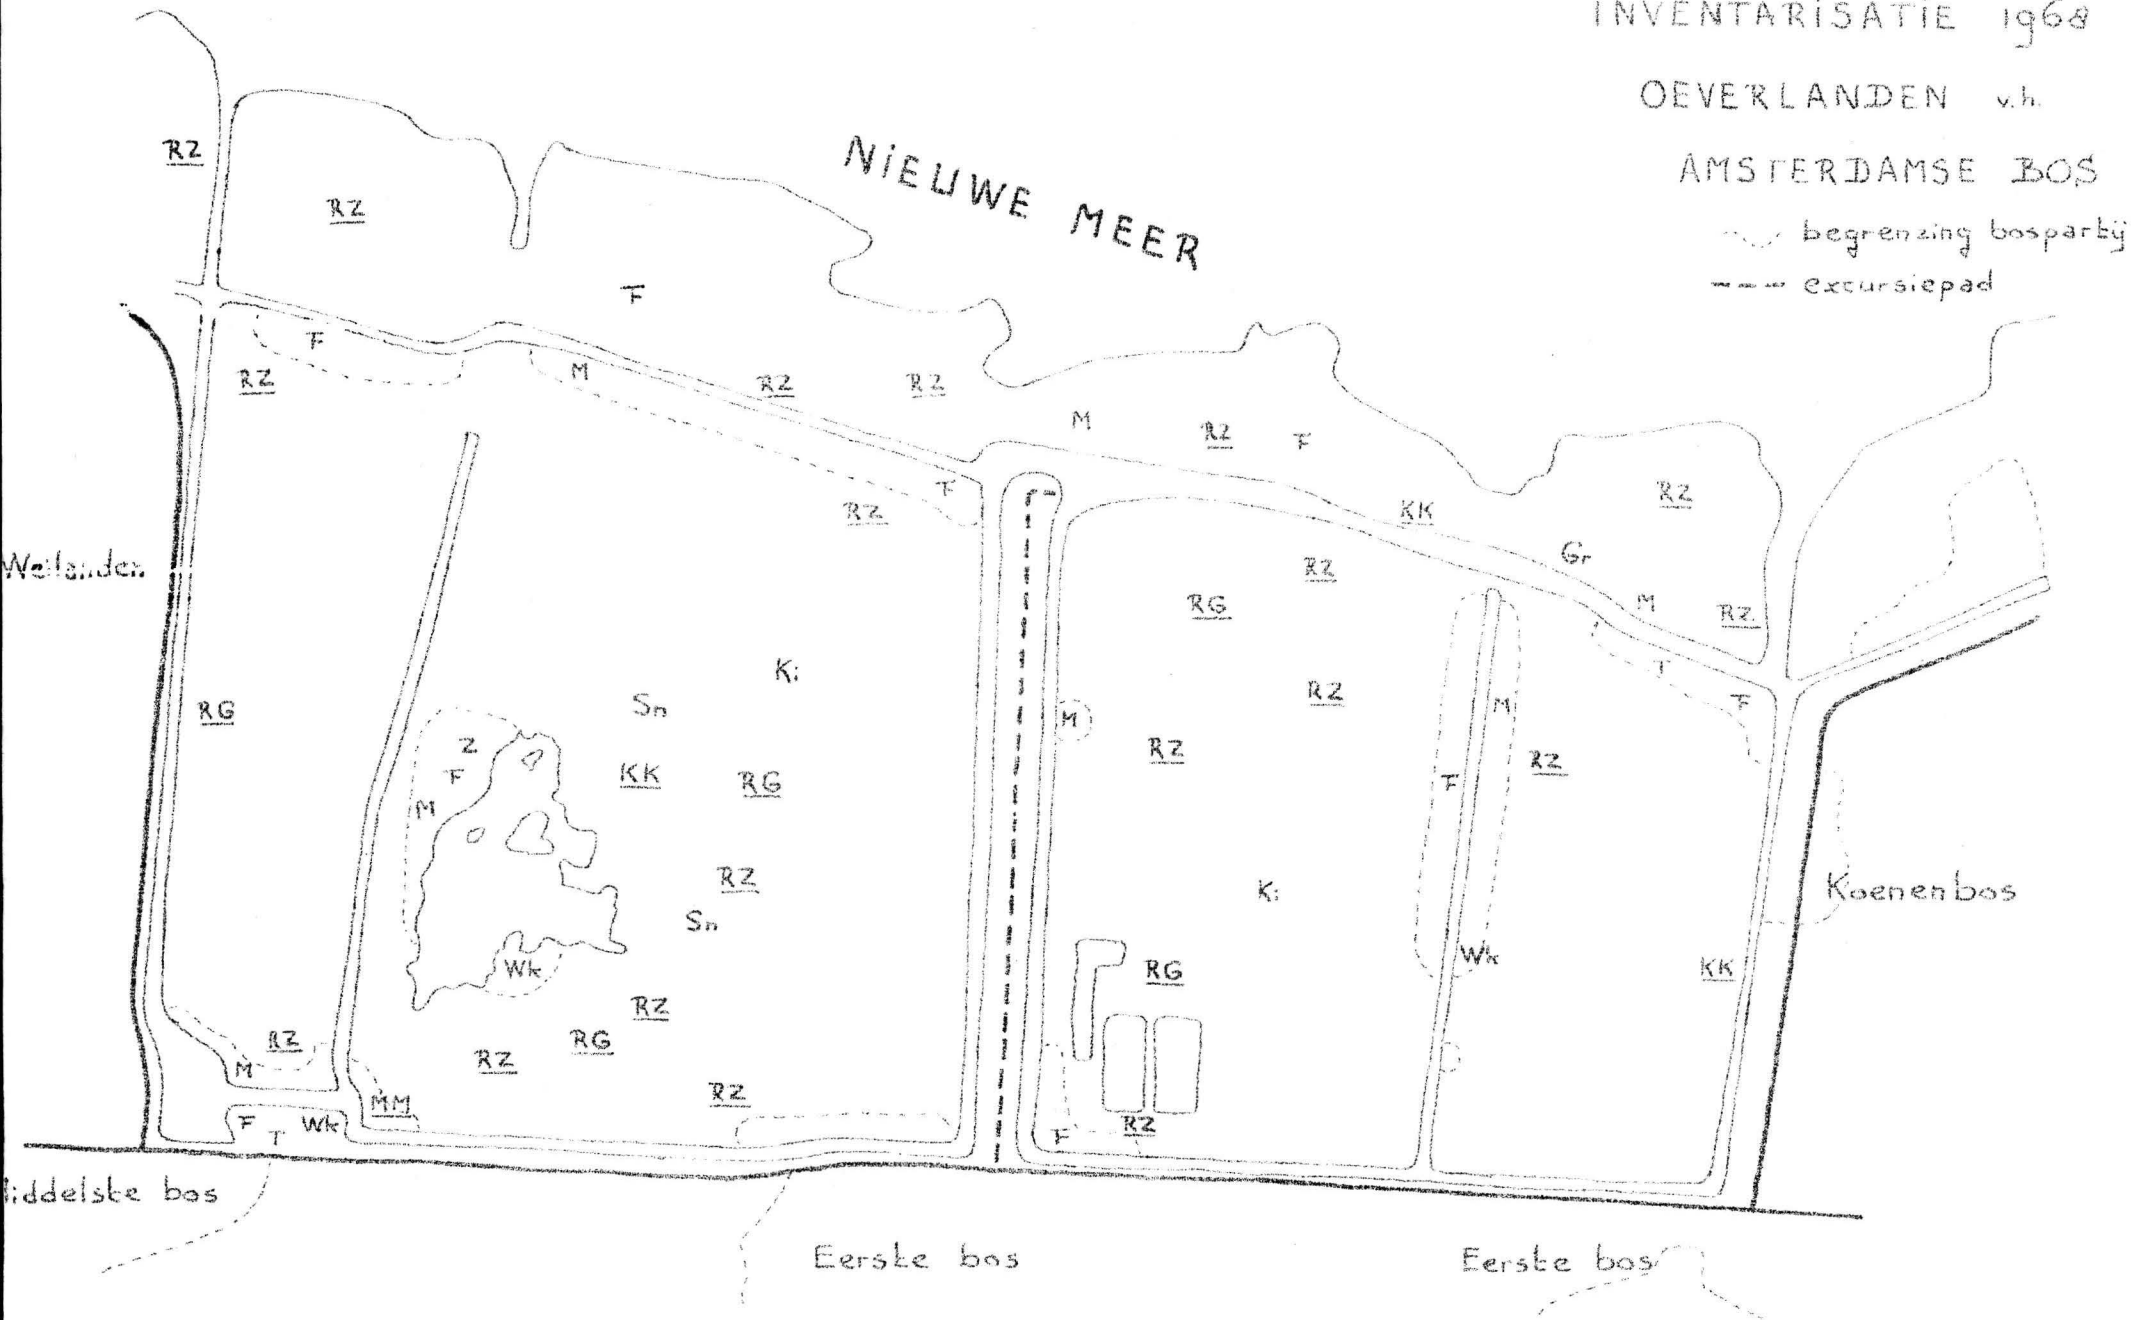 INVENTARISATIE 1968
OEVERLANDEN v.h.
AMSTERDAMSE BOS
begrenzing bospartij
excursiepad
NIEUWE MEER
RZ
RZ
F
F
RZ
M
RZ
RZ
M
RZ
F
F
RZ
KK
RZ
Gr
Weilanden
RZ
RG
M
RZ
Ki
T
F
RG
Sn
RZ
M
M
Z
F
KK
RG
RZ
F
RZ
M
RZ
Ki
Koenenbos
Sn
Wk
RG
Wk
KK
RZ
RZ
RG
RZ
M
RZ
MM
F
T
Wk
F
RZ
iddelste bos
Eerste bos
Eerste bos